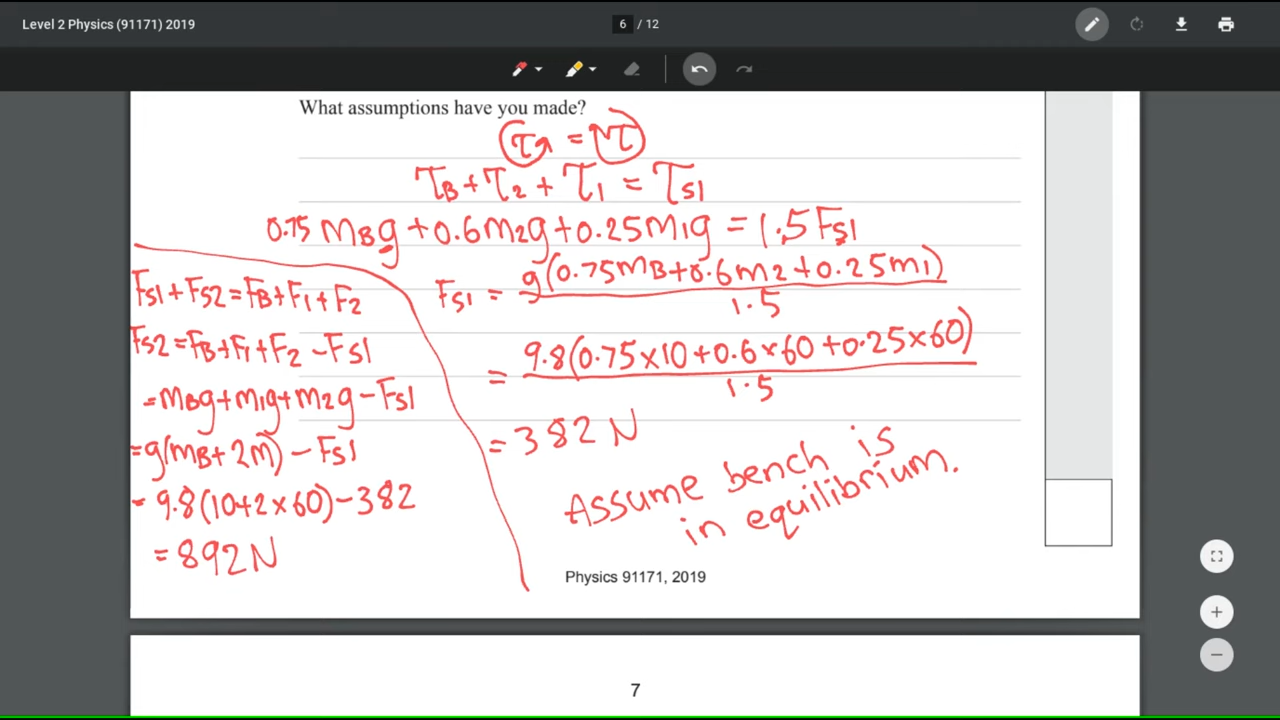 Level 2 Physics (91171) 2019
6 / 12
What assumptions have you made?
τB + τ2 + τ1 = τS1
0.75 mBg + 0.6m2g + 0.25m1g = 1.5 FS1
FS1 = g(0.75mB + 0.6m2 + 0.25m1)
1.5
= 9.8(0.75×10 + 0.6×60 + 0.25×60)
1.5
= 382 N
Assume bench is
in equilibrium.
FS1 + FS2 = FB + F1 + F2
FS2 = FB + F1 + F2 - FS1
= mBg + m1g + m2g - FS1
= g(mB + 2m) - FS1
= 9.8(10+2×60) - 382
= 892N
Physics 91171, 2019
7